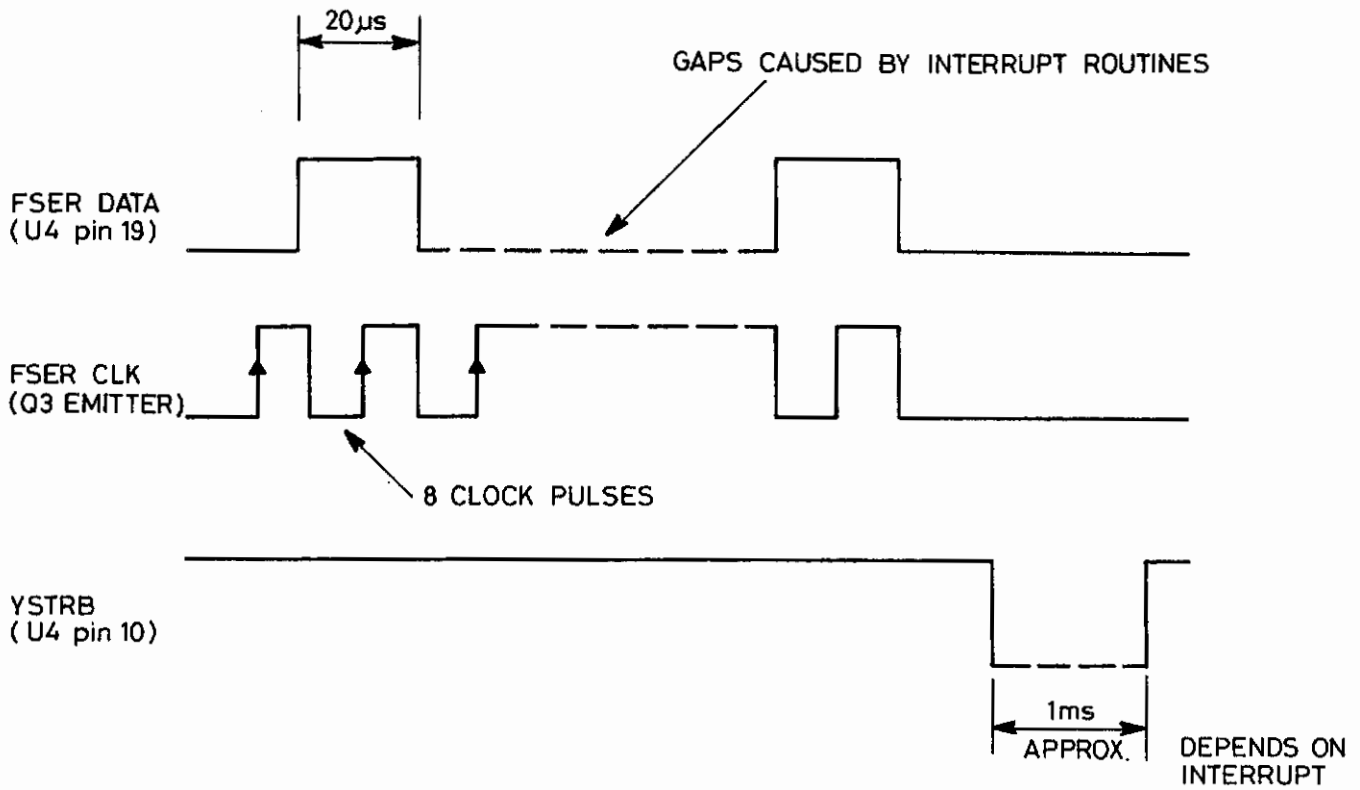 20µs
GAPS CAUSED BY INTERRUPT ROUTINES
FSER DATA
(U4 pin 19)
FSER CLK
(Q3 EMITTER)
8 CLOCK PULSES
YSTRB
(U4 pin 10)
1ms
APPROX.
DEPENDS ON
INTERRUPT